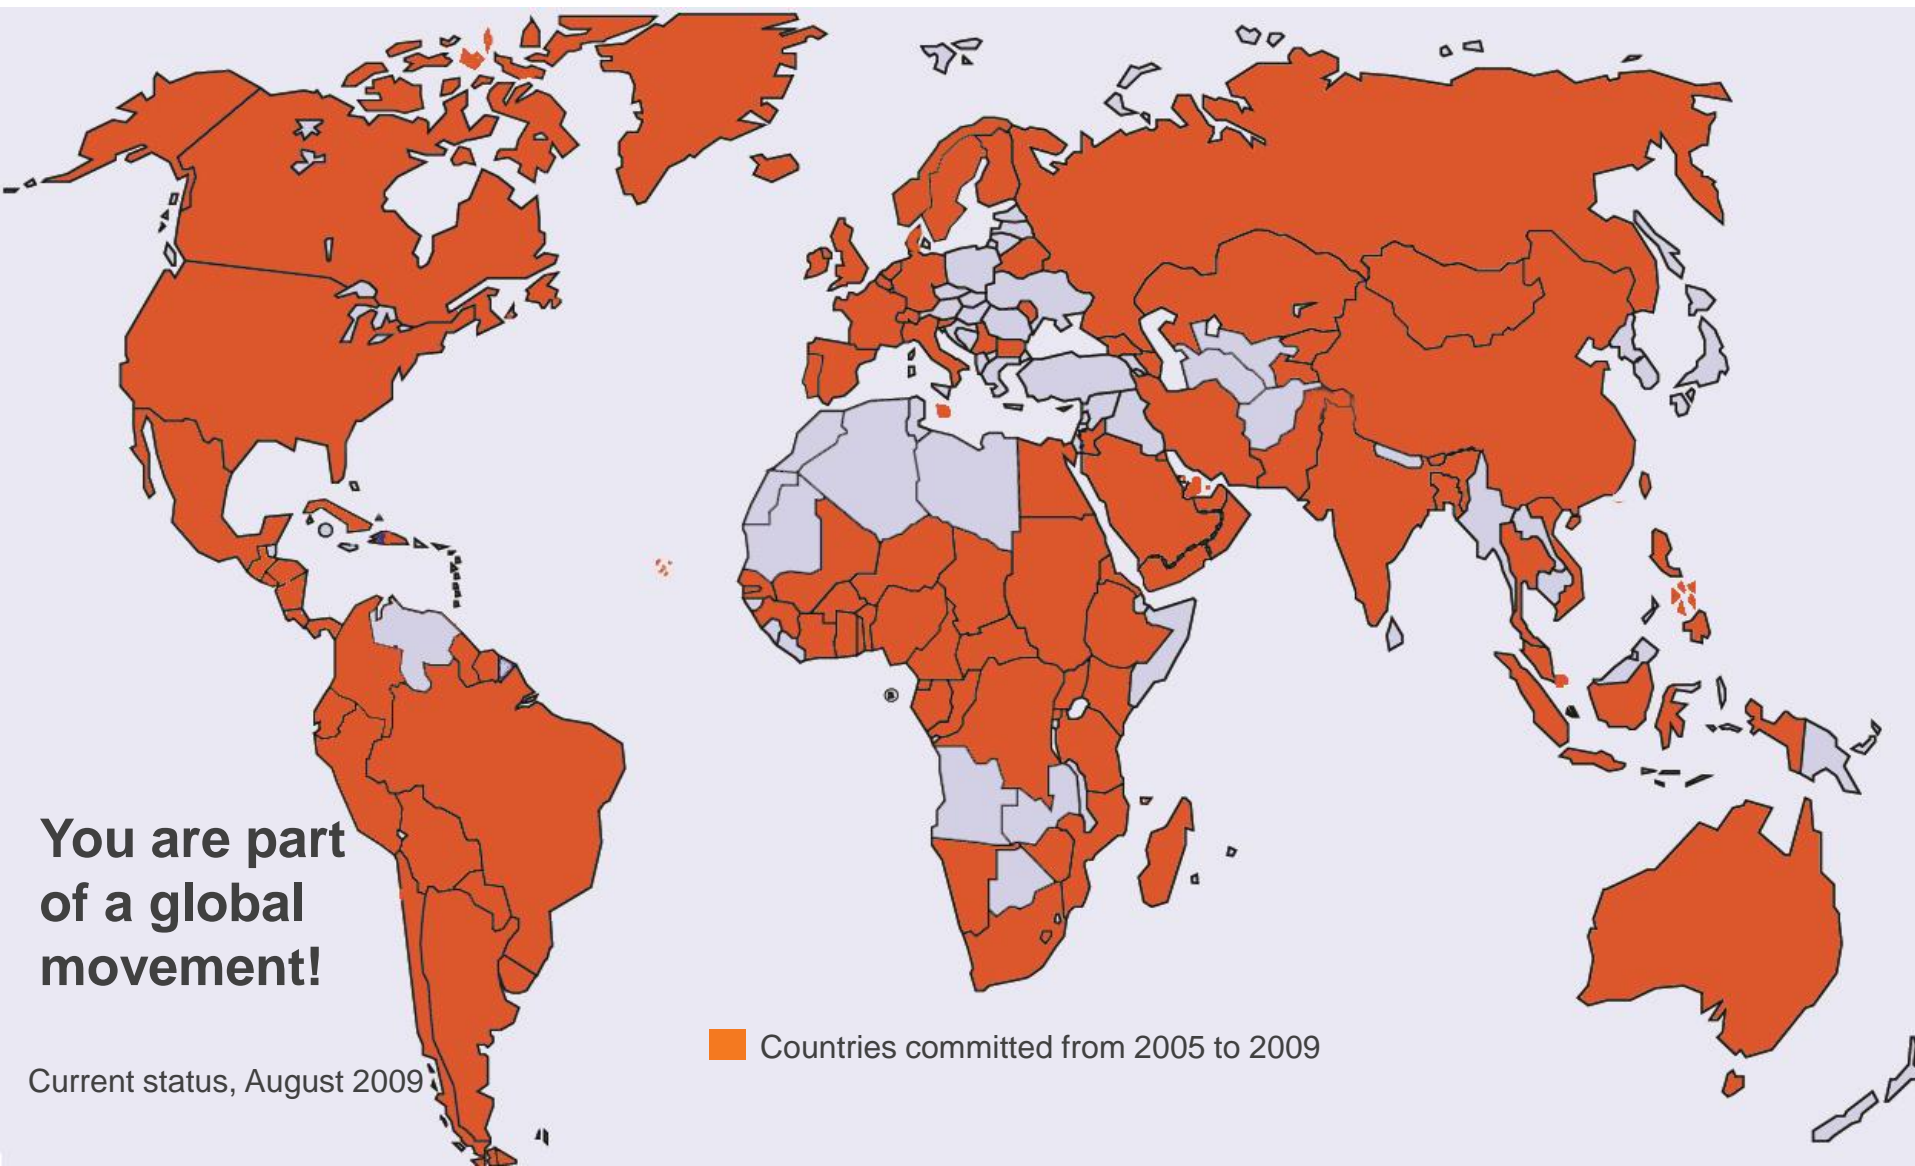 You are part
of a global
movement!
Countries committed from 2005 to 2009
Current status, August 2009